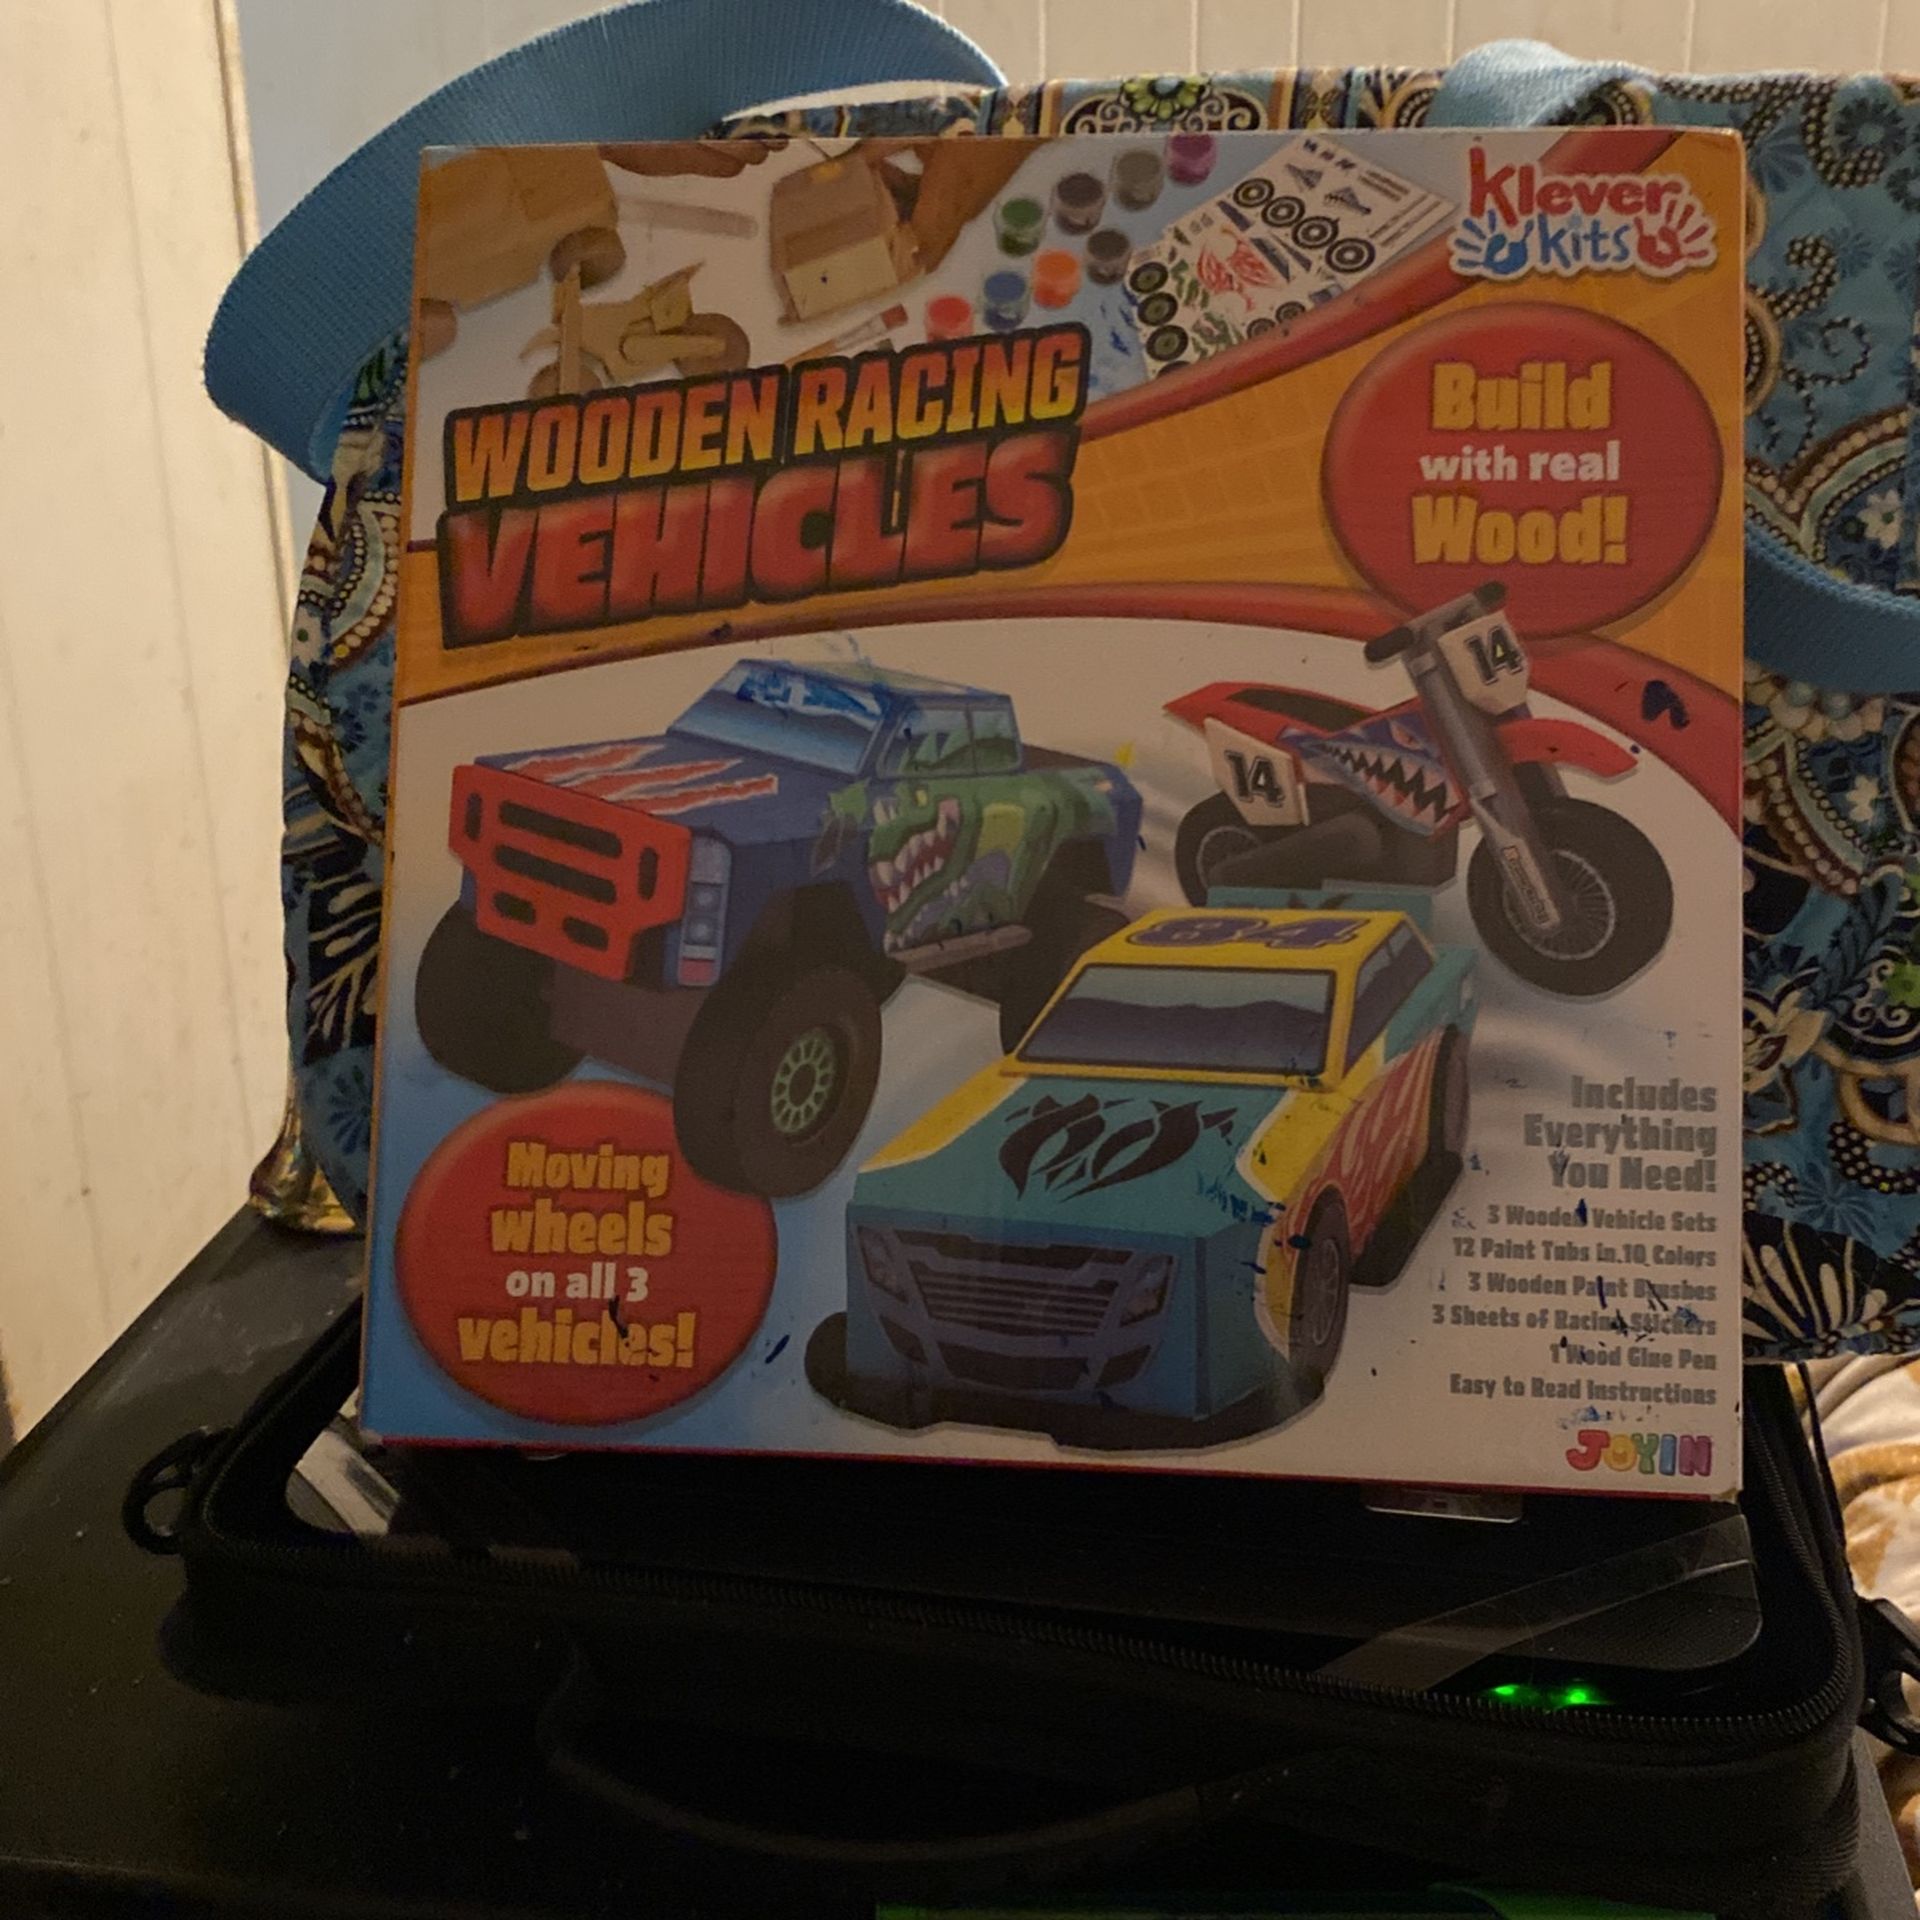 Klever
Kits
WOODEN RACING
VEHICLES
Build
with real
Wood!
14
14
84
Moving
wheels
on all 3
vehicles!
Includes
Everything
You Need!
3 Wooden Vehicle Sets
12 Paint Tubs in 10 Colors
3 Wooden Paint Brushes
3 Sheets of Racing Stickers
1 Wood Glue Pen
Easy to Read Instructions
JOYIN